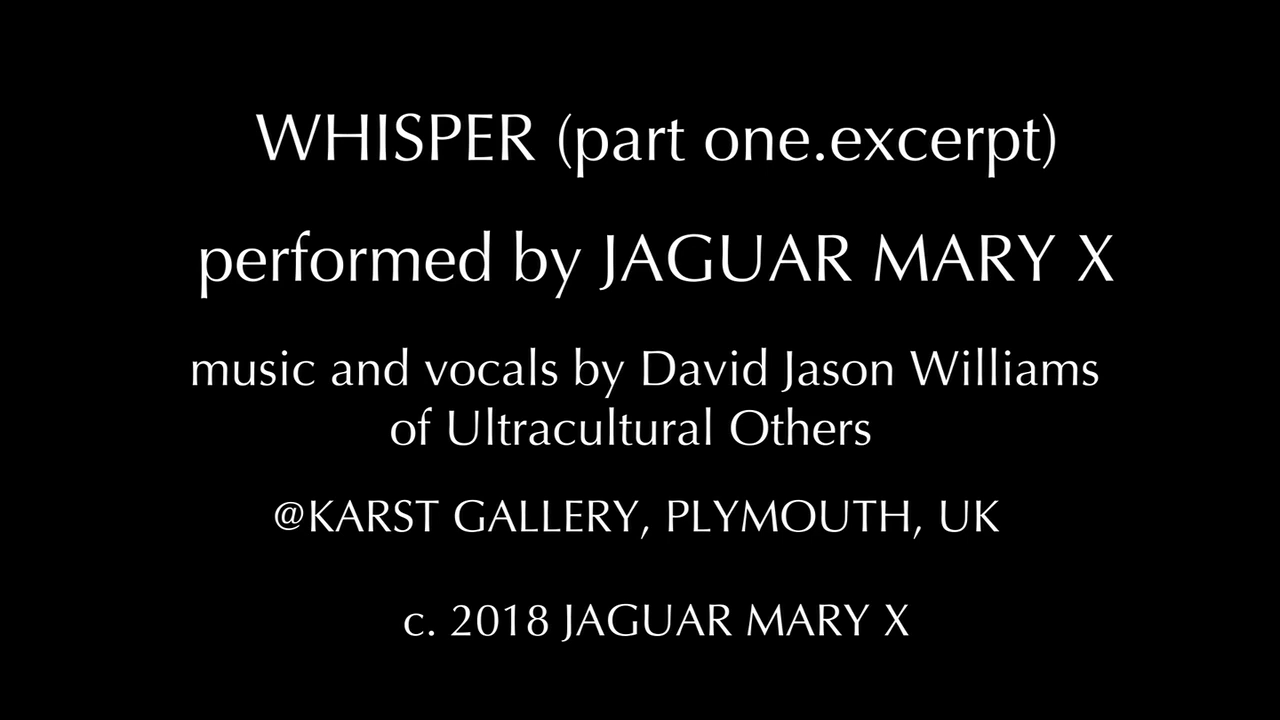 WHISPER (part one.excerpt)
performed by JAGUAR MARY X
music and vocals by David Jason Williams
of Ultracultural Others
@KARST GALLERY, PLYMOUTH, UK
c. 2018 JAGUAR MARY X